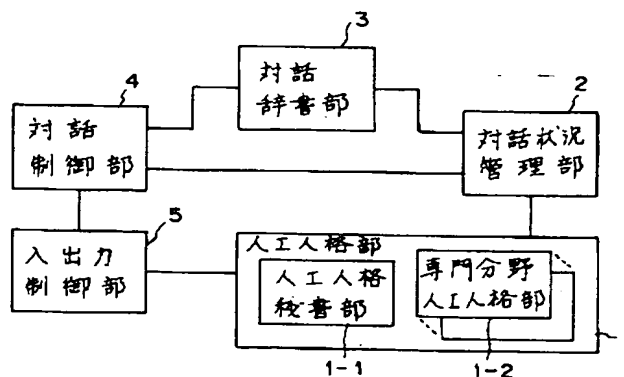 3
対話
辞書部
4
対話
制御部
2
対話状況
管理部
5
入出力
制御部
人工人格部
人工人格
秘書部
専門分野
人工人格部
1-1
1-2